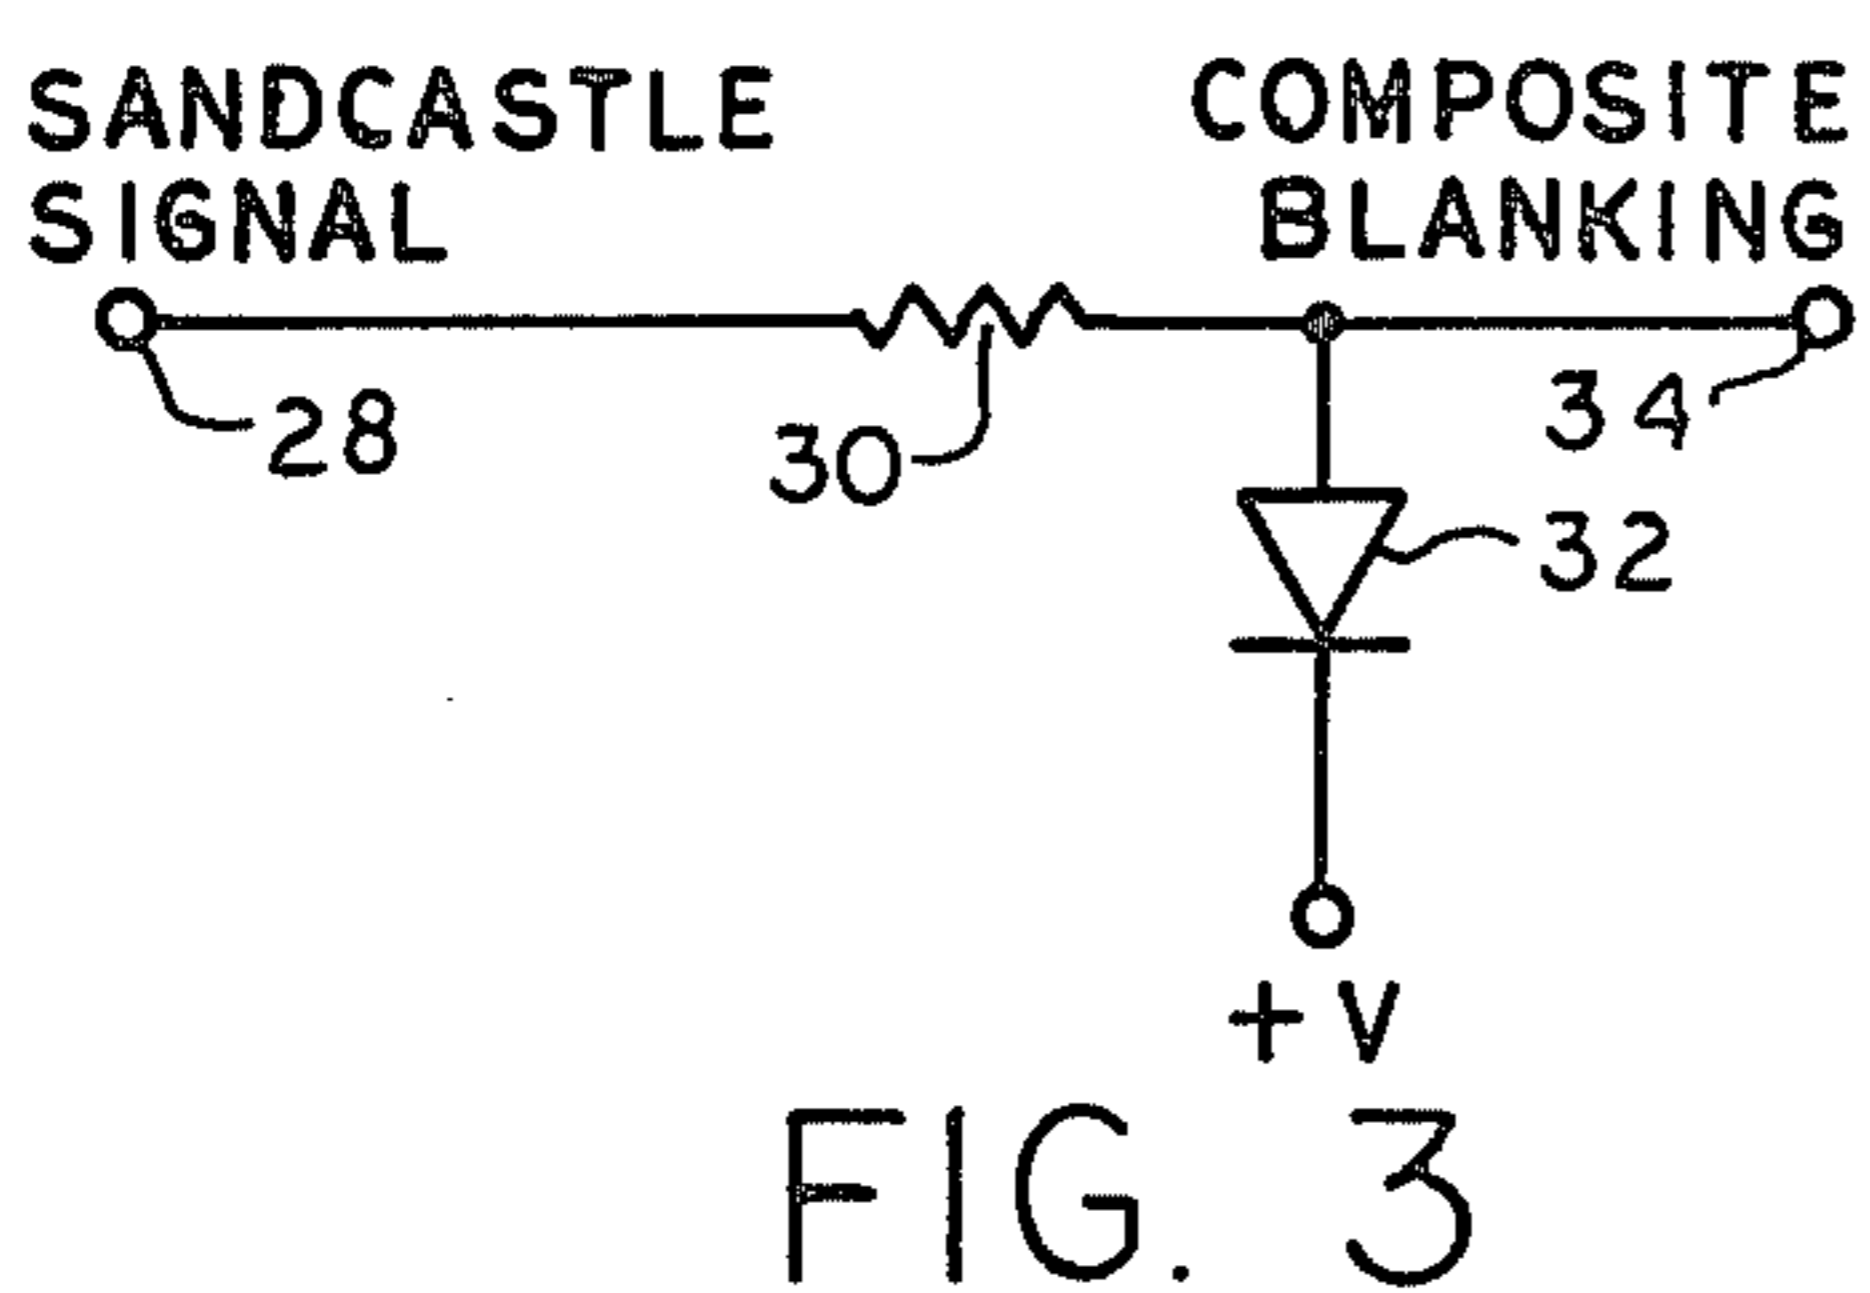 SANDCASTLE
SIGNAL
COMPOSITE
BLANKING
28
30
34
32
+V
FIG. 3